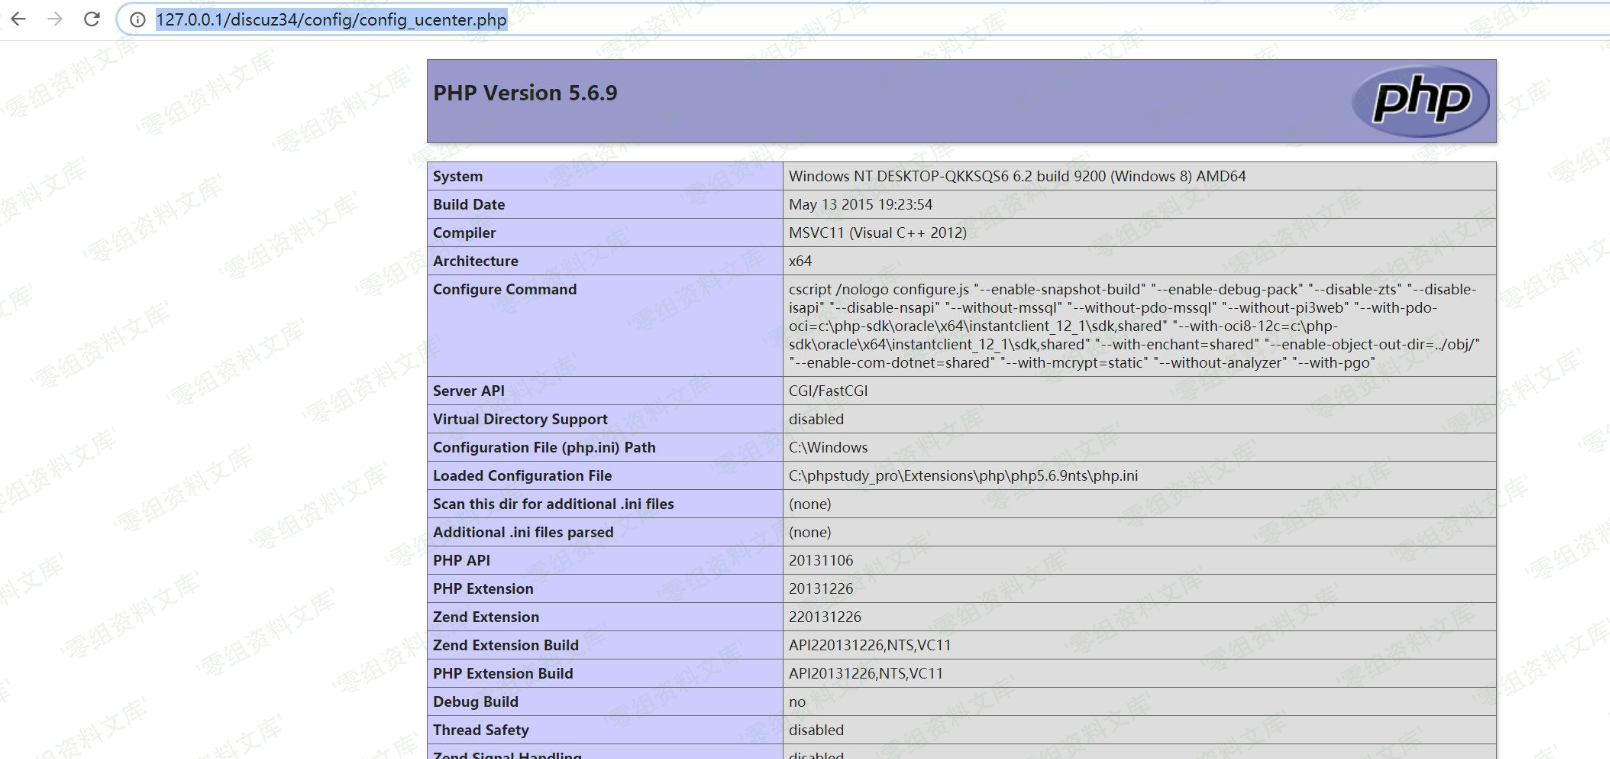 127.0.0.1/discuz34/config/config_ucenter.php
PHP Version 5.6.9
php
System Windows NT DESKTOP-QKKSQS6 6.2 build 9200 (Windows 8) AMD64
Build Date May 13 2015 19:23:54
Compiler MSVC11 (Visual C++ 2012)
Architecture x64
Configure Command cscript /nologo configure.js "--enable-snapshot-build" "--enable-debug-pack" "--disable-zts" "--disable-
isapi" "--disable-nsapi" "--without-mssql" "--without-pdo-mssql" "--without-pi3web" "--with-pdo-
oci=c:\php-sdk\oracle\x64\instantclient_12_1\sdk,shared" "--with-oci8-12c=c:\php-
sdk\oracle\x64\instantclient_12_1\sdk,shared" "--with-enchant=shared" "--enable-object-out-dir=../obj/"
"--enable-com-dotnet=shared" "--with-mcrypt=static" "--without-analyzer" "--with-pgo"
Server API CGI/FastCGI
Virtual Directory Support disabled
Configuration File (php.ini) Path C:\Windows
Loaded Configuration File C:\phpstudy_pro\Extensions\php\php5.6.9nts\php.ini
Scan this dir for additional .ini files (none)
Additional .ini files parsed (none)
PHP API 20131106
PHP Extension 20131226
Zend Extension 220131226
Zend Extension Build API220131226,NTS,VC11
PHP Extension Build API20131226,NTS,VC11
Debug Build no
Thread Safety disabled
Zend Signal Handling disabled
'零组资料文库'